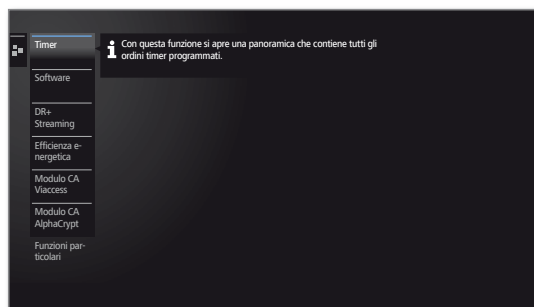 Timer
Con questa funzione si apre una panoramica che contiene tutti gli
ordini timer programmati.
Software
DR+
Streaming
Efficienza e-
nergetica
Modulo CA
Viaccess
Modulo CA
AlphaCrypt
Funzioni par-
ticolari